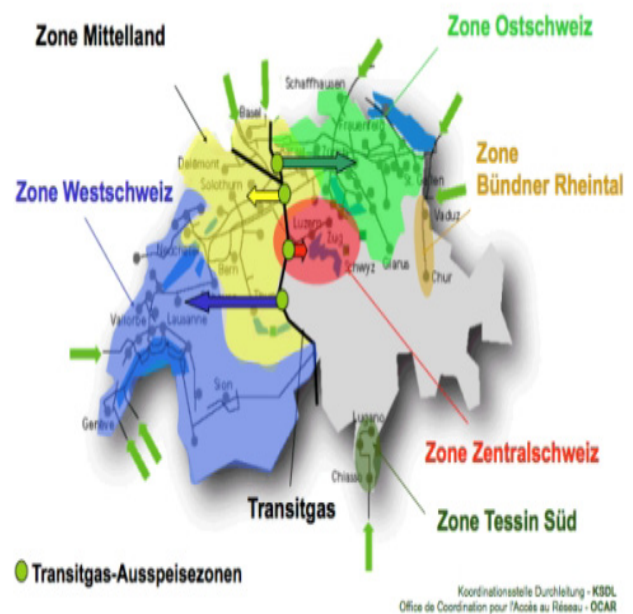 Zone Mittelland
Zone Ostschweiz
Schaffhausen
Basel
Frauenfeld
Zone
Bündner Rheintal
Delémont
Solothurn
Zone Westschweiz
Vaduz
Luzern
Zug
Schwyz
Glarus
Chur
Bern
Vallorbe
Lausanne
Sion
Genève
Lugano
Chiasso
Zone Zentralschweiz
Transitgas
Zone Tessin Süd
Transitgas-Ausspeisezonen
Koordinationsstelle Durchleitung - KSDL
Office de Coordination pour l'Accès au Réseau - OCAR